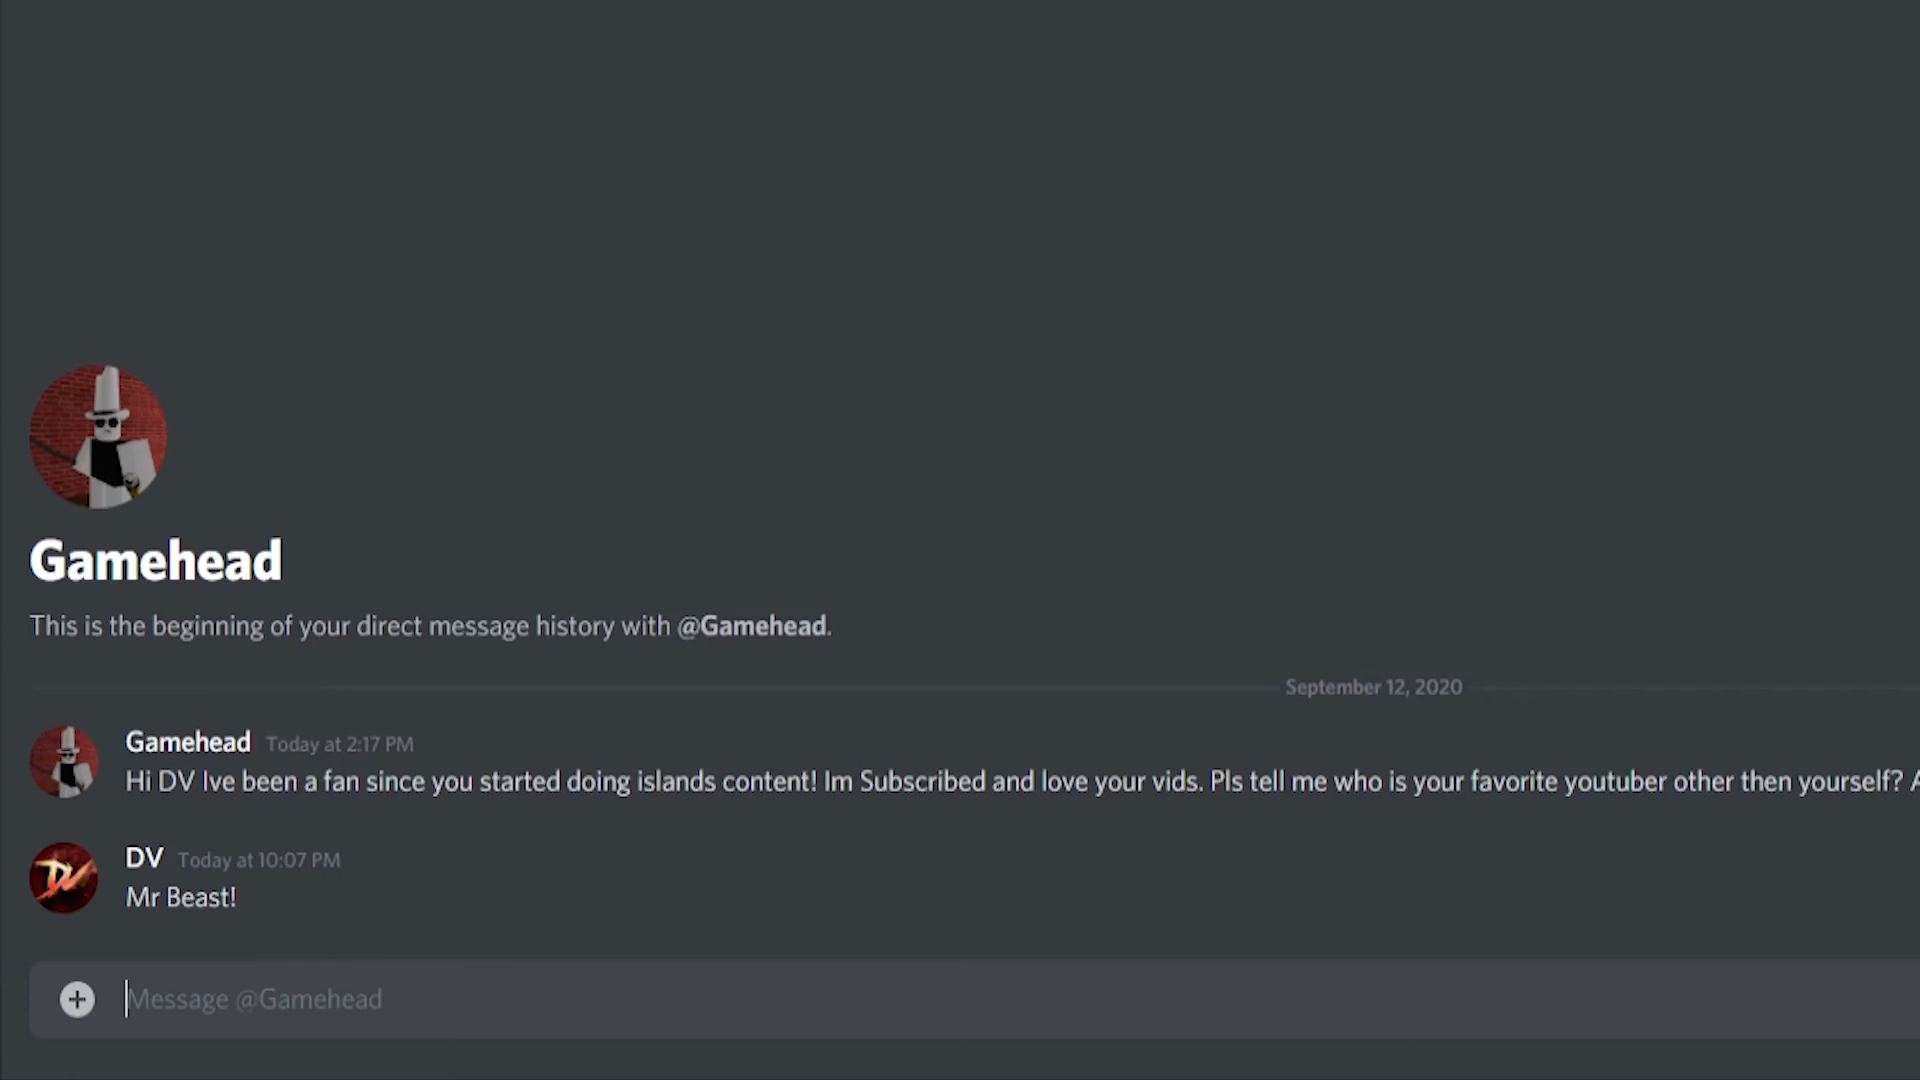 Gamehead
This is the beginning of your direct message history with @Gamehead.
September 12, 2020
Gamehead Today at 2:17 PM
Hi DV Ive been a fan since you started doing islands content! Im Subscribed and love your vids. Pls tell me who is your favorite youtuber other then yourself?
DV
DV Today at 10:07 PM
Mr Beast!
Message @Gamehead